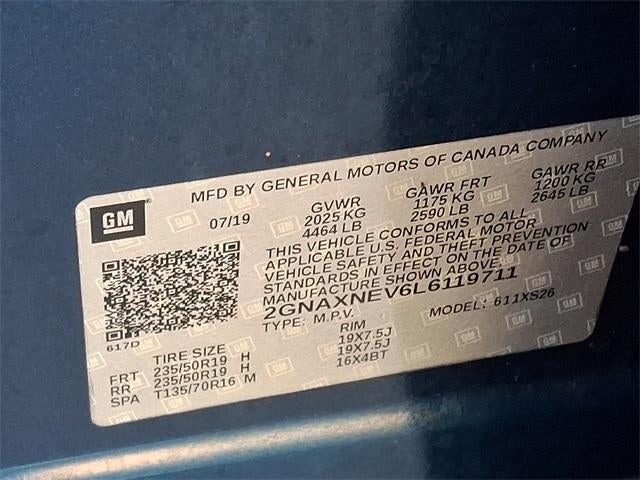 MFD BY GENERAL MOTORS OF CANADA COMPANY
GM
07/19
GVWR GAWR FRT GAWR RR
2025 KG 1175 KG 1200 KG
4464 LB 2590 LB 2645 LB
THIS VEHICLE CONFORMS TO ALL
APPLICABLE U.S. FEDERAL MOTOR
VEHICLE SAFETY AND THEFT PREVENTION
STANDARDS IN EFFECT ON THE DATE OF
MANUFACTURE SHOWN ABOVE.
2GNAXNEV6L6119711
TYPE: M.P.V. MODEL: 611XS26
617D
TIRE SIZE RIM
FRT 235/50R19 H 19X7.5J
RR 235/50R19 H 19X7.5J
SPA T135/70R16 M 16X4BT